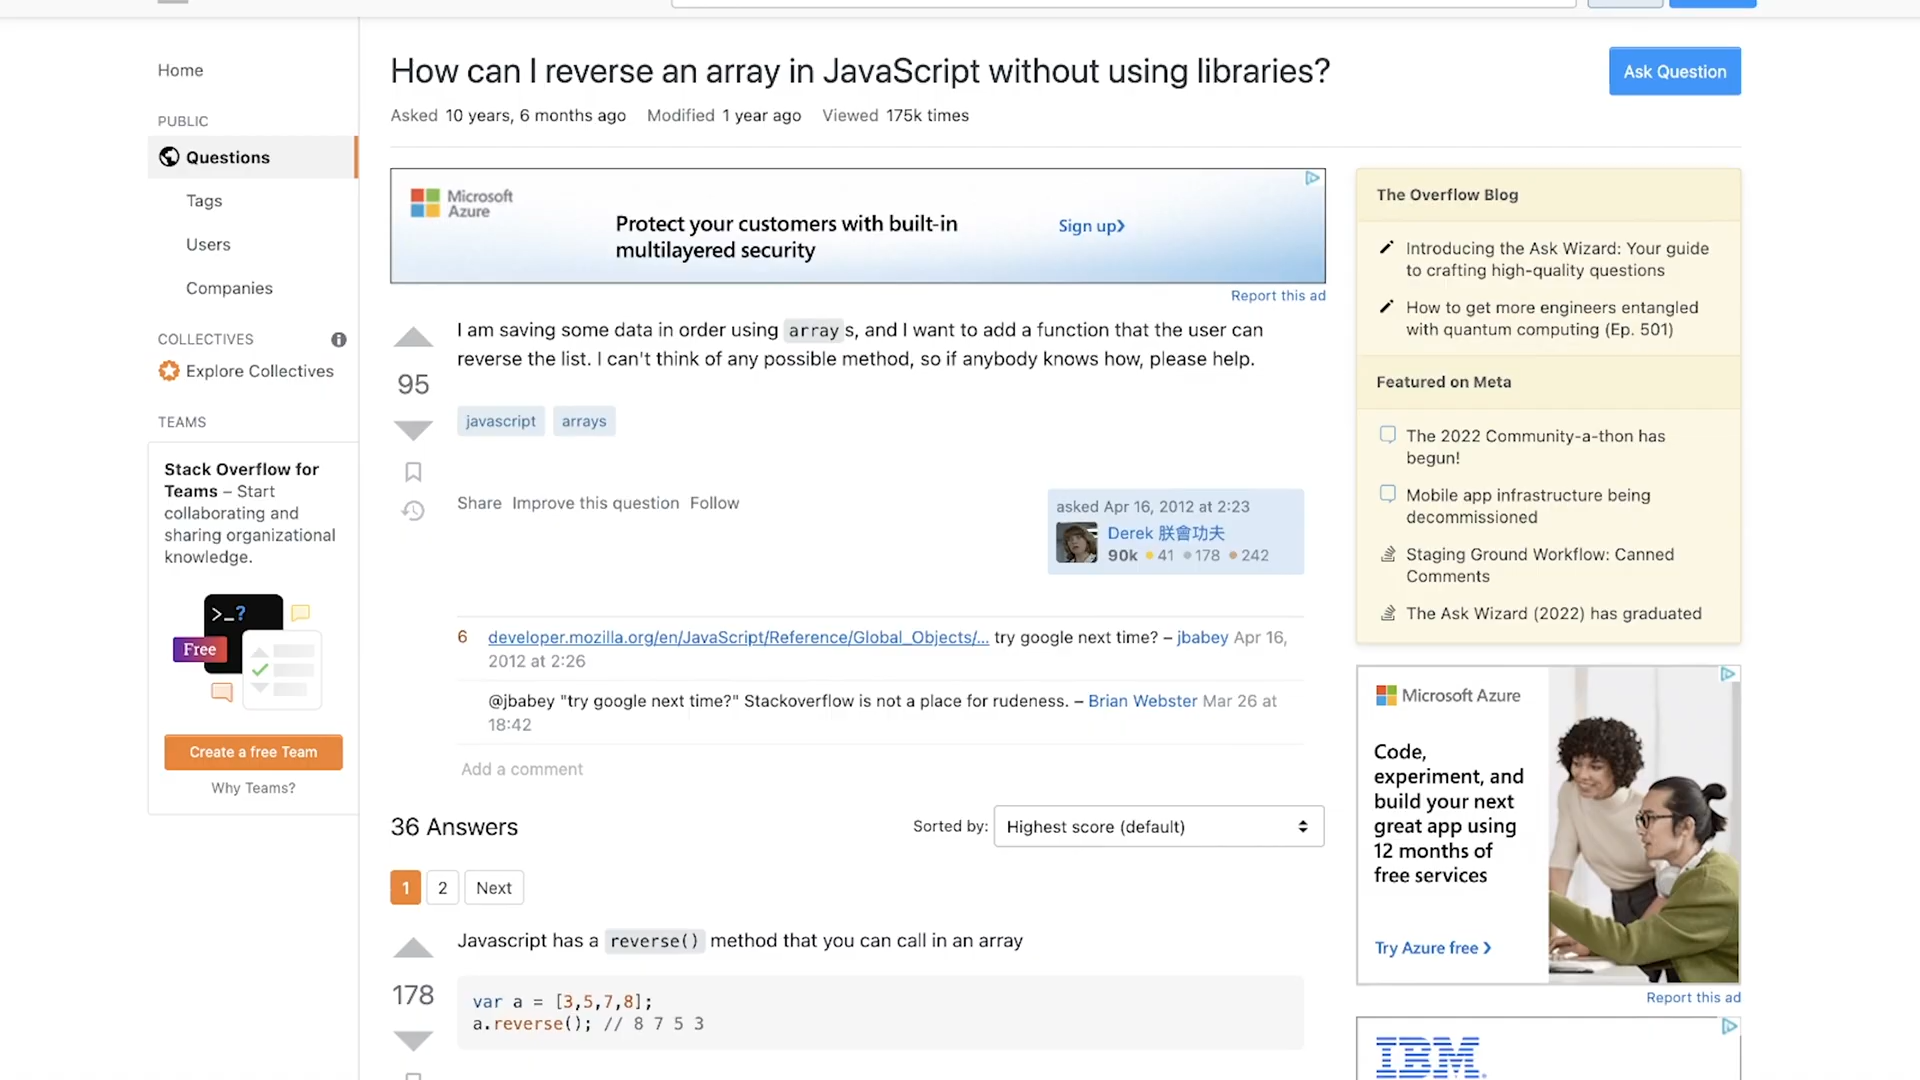 Home
PUBLIC
Questions
Tags
Users
Companies
COLLECTIVES
Explore Collectives
TEAMS
Stack Overflow for
Teams – Start
collaborating and
sharing organizational
knowledge.
>_?
Free
Create a free Team
Why Teams?
How can I reverse an array in JavaScript without using libraries?
Ask Question
Asked 10 years, 6 months ago Modified 1 year ago Viewed 175k times
Microsoft
Azure
Protect your customers with built-in
multilayered security
Sign up❯
Report this ad
I am saving some data in order using arrays, and I want to add a function that the user can
reverse the list. I can't think of any possible method, so if anybody knows how, please help.
95
javascript arrays
Share Improve this question Follow
asked Apr 16, 2012 at 2:23
Derek 朕會功夫
90k 41 178 242
6 developer.mozilla.org/en/JavaScript/Reference/Global_Objects/... try google next time? – jbabey Apr 16,
2012 at 2:26
@jbabey "try google next time?" Stackoverflow is not a place for rudeness. – Brian Webster Mar 26 at
18:42
Add a comment
36 Answers
Sorted by: Highest score (default)
1 2 Next
Javascript has a reverse() method that you can call in an array
178
var a = [3,5,7,8];
a.reverse(); // 8 7 5 3
The Overflow Blog
Introducing the Ask Wizard: Your guide
to crafting high-quality questions
How to get more engineers entangled
with quantum computing (Ep. 501)
Featured on Meta
The 2022 Community-a-thon has
begun!
Mobile app infrastructure being
decommissioned
Staging Ground Workflow: Canned
Comments
The Ask Wizard (2022) has graduated
Microsoft Azure
Code,
experiment, and
build your next
great app using
12 months of
free services
Try Azure free ❯
Report this ad
IBM